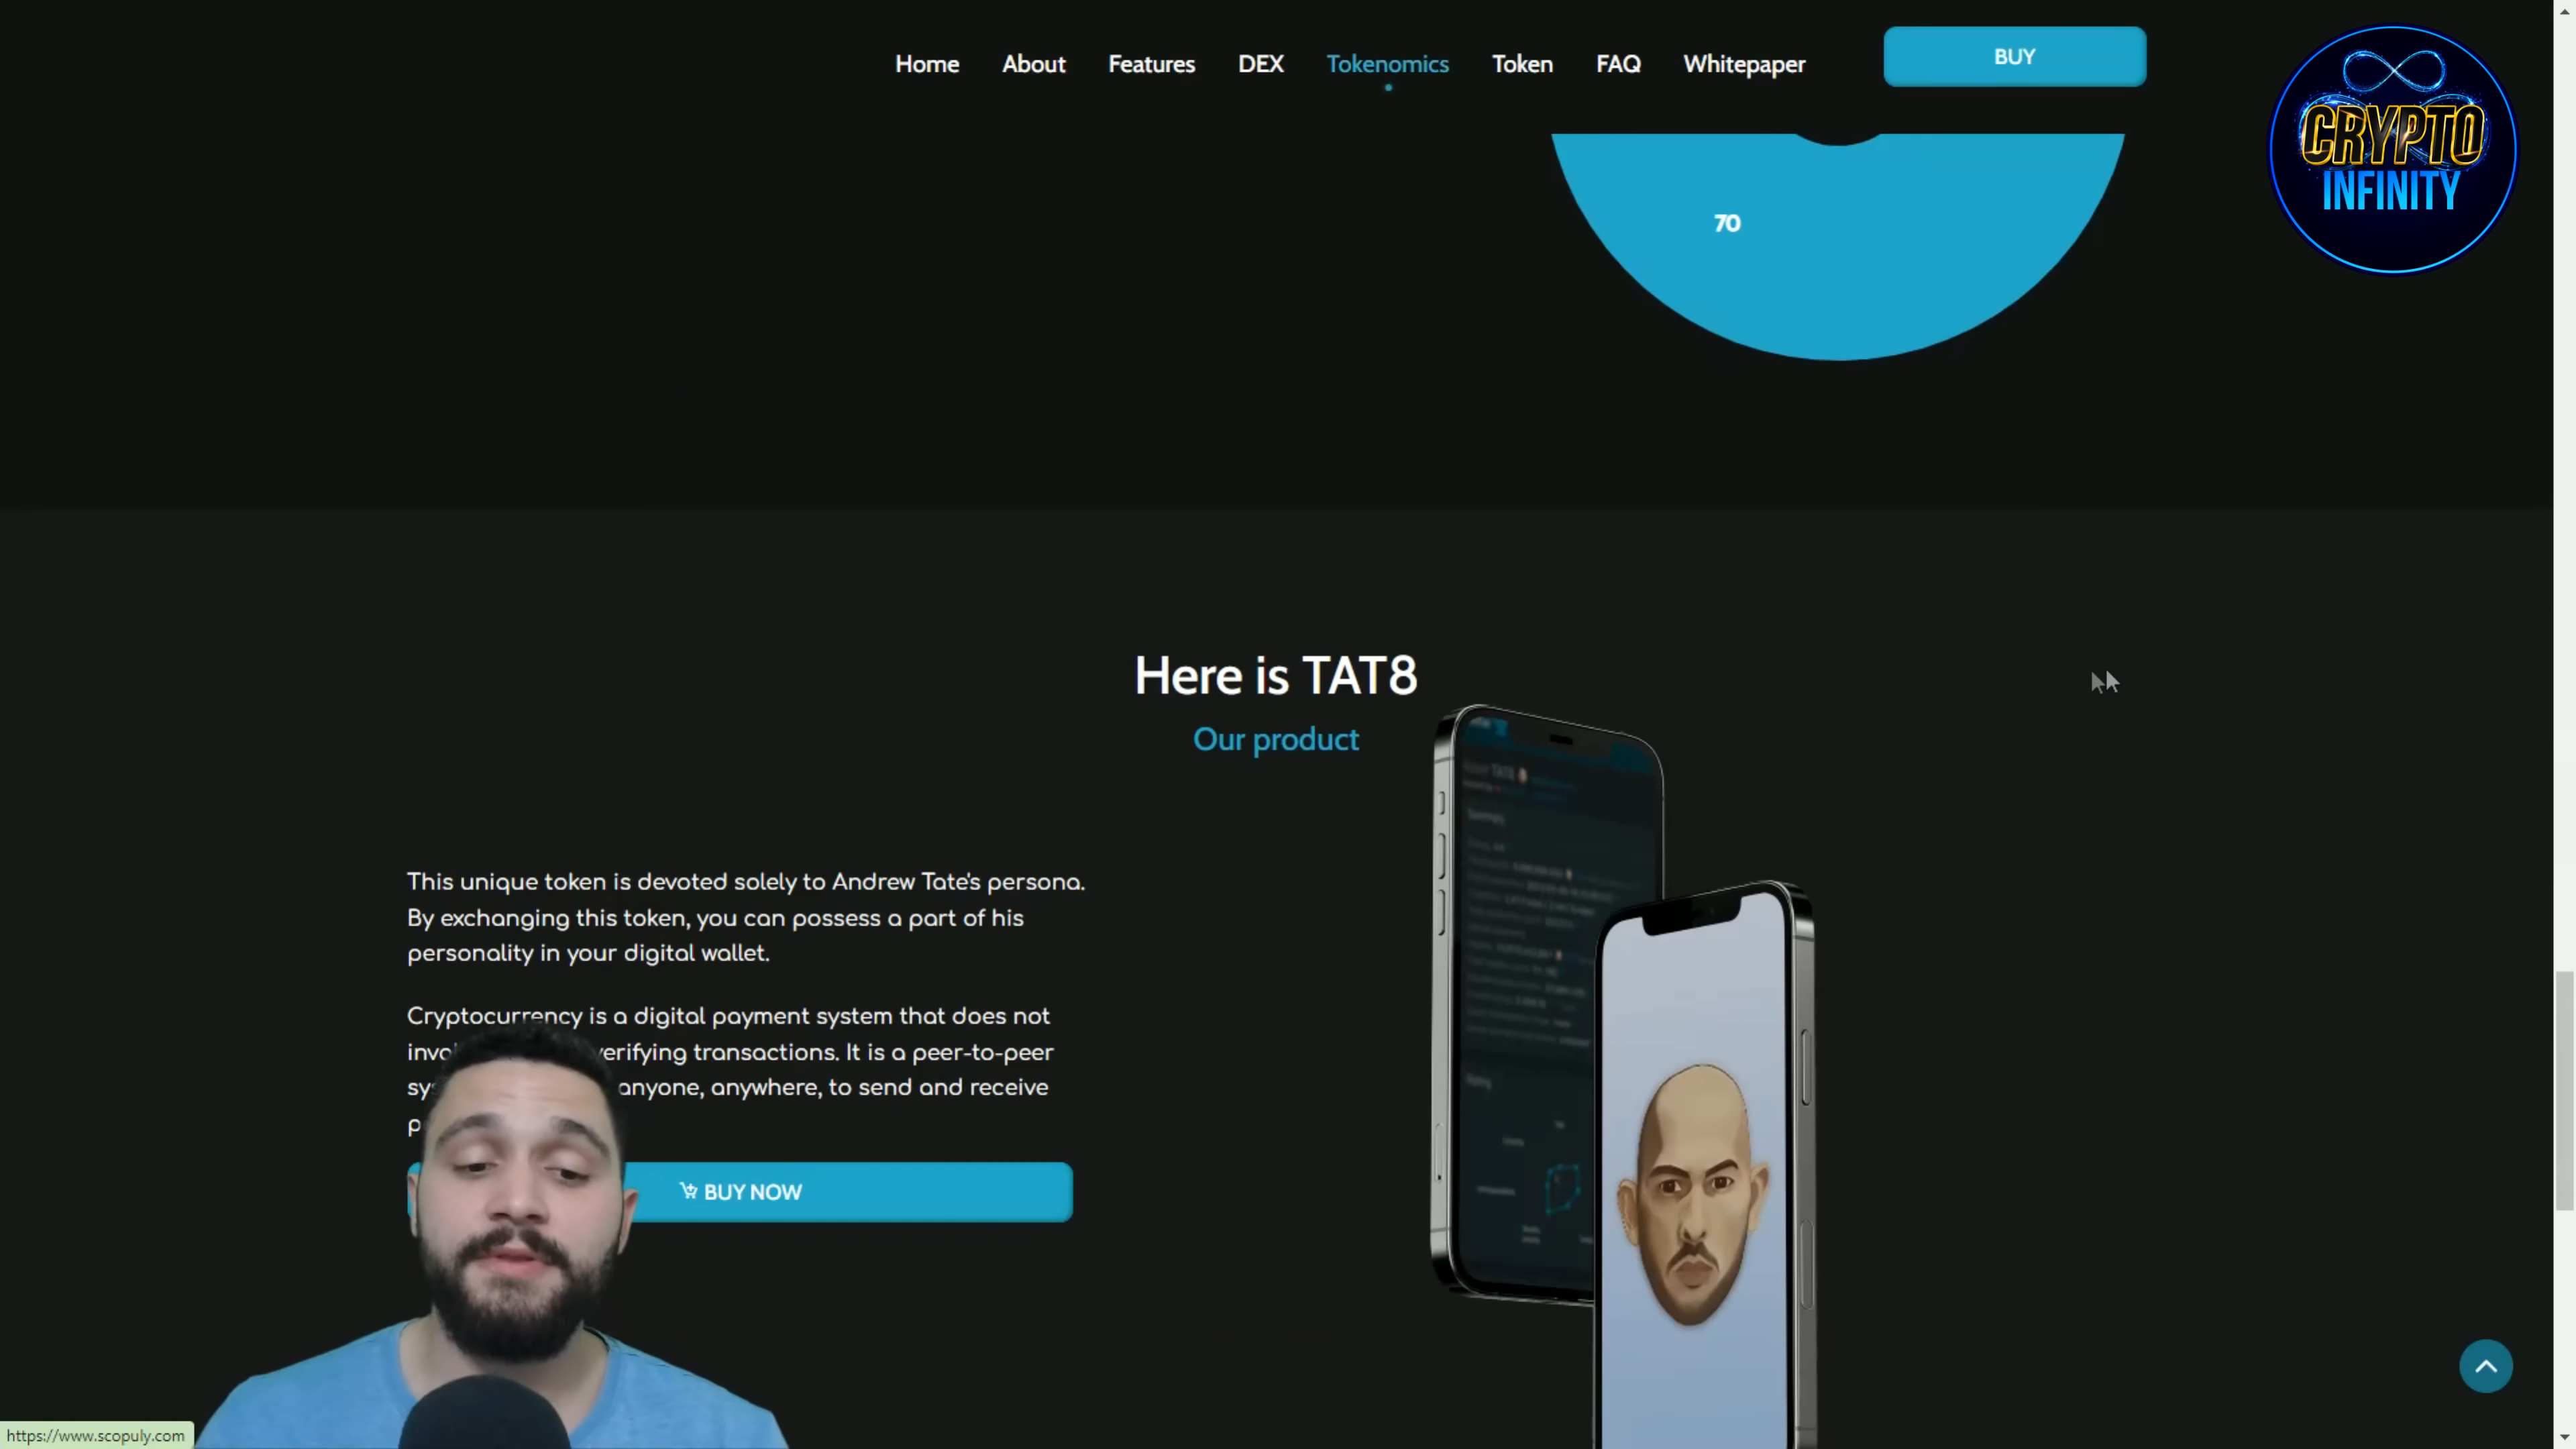 Home About Features DEX Tokenomics Token FAQ Whitepaper BUY
CRYPTO
INFINITY
70
Here is TAT8
Our product
This unique token is devoted solely to Andrew Tate's persona.
By exchanging this token, you can possess a part of his
personality in your digital wallet.
Cryptocurrency is a digital payment system that does not
verifying transactions. It is a peer-to-peer
anyone, anywhere, to send and receive
BUY NOW
https://www.scopuly.com